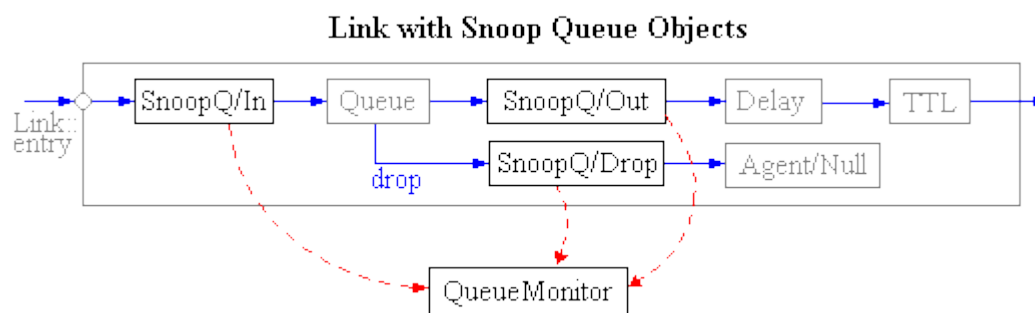 Link with Snoop Queue Objects
SnoopQ/In
Queue
SnoopQ/Out
Delay
TTL
Link::
entry
drop
SnoopQ/Drop
Agent/Null
QueueMonitor